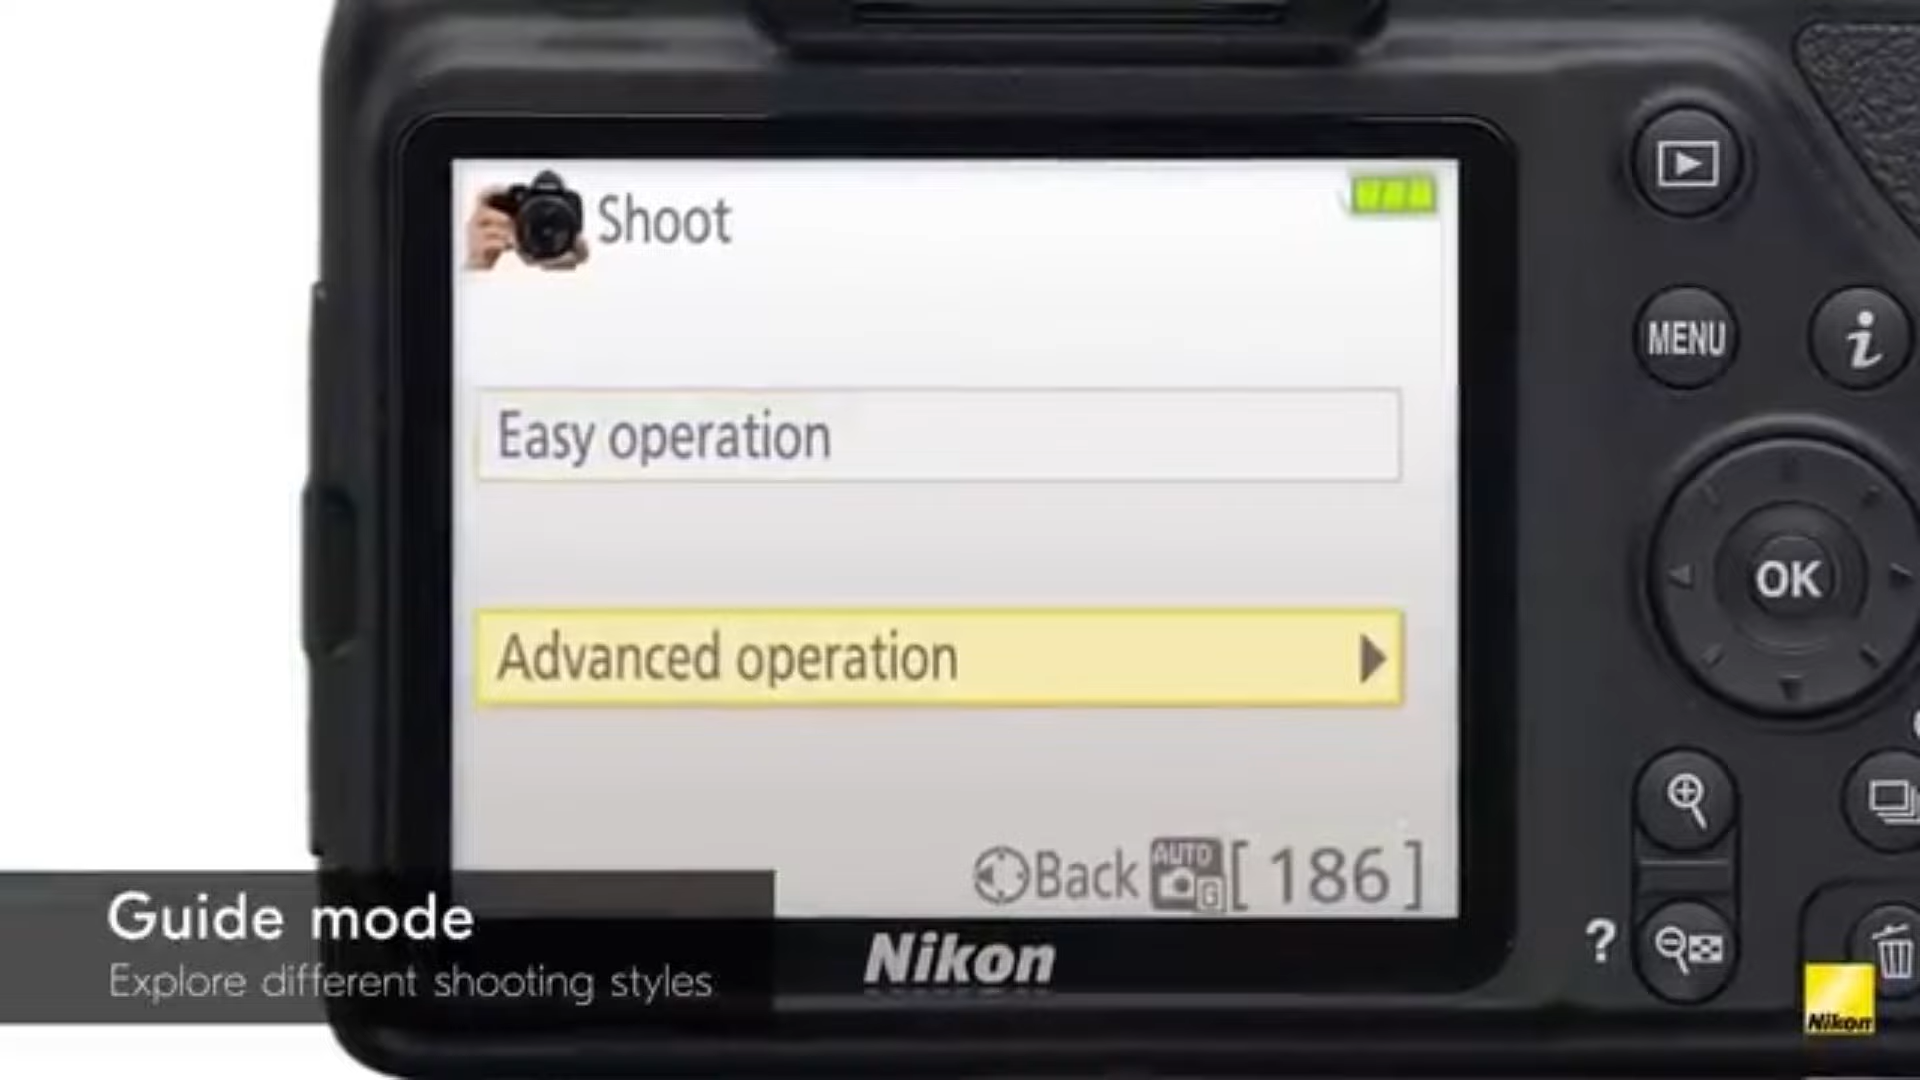 Shoot
MENU
i
Easy operation
OK
Advanced operation
Back AUTO G [ 186 ]
Guide mode
Explore different shooting styles
Nikon
?
Nikon